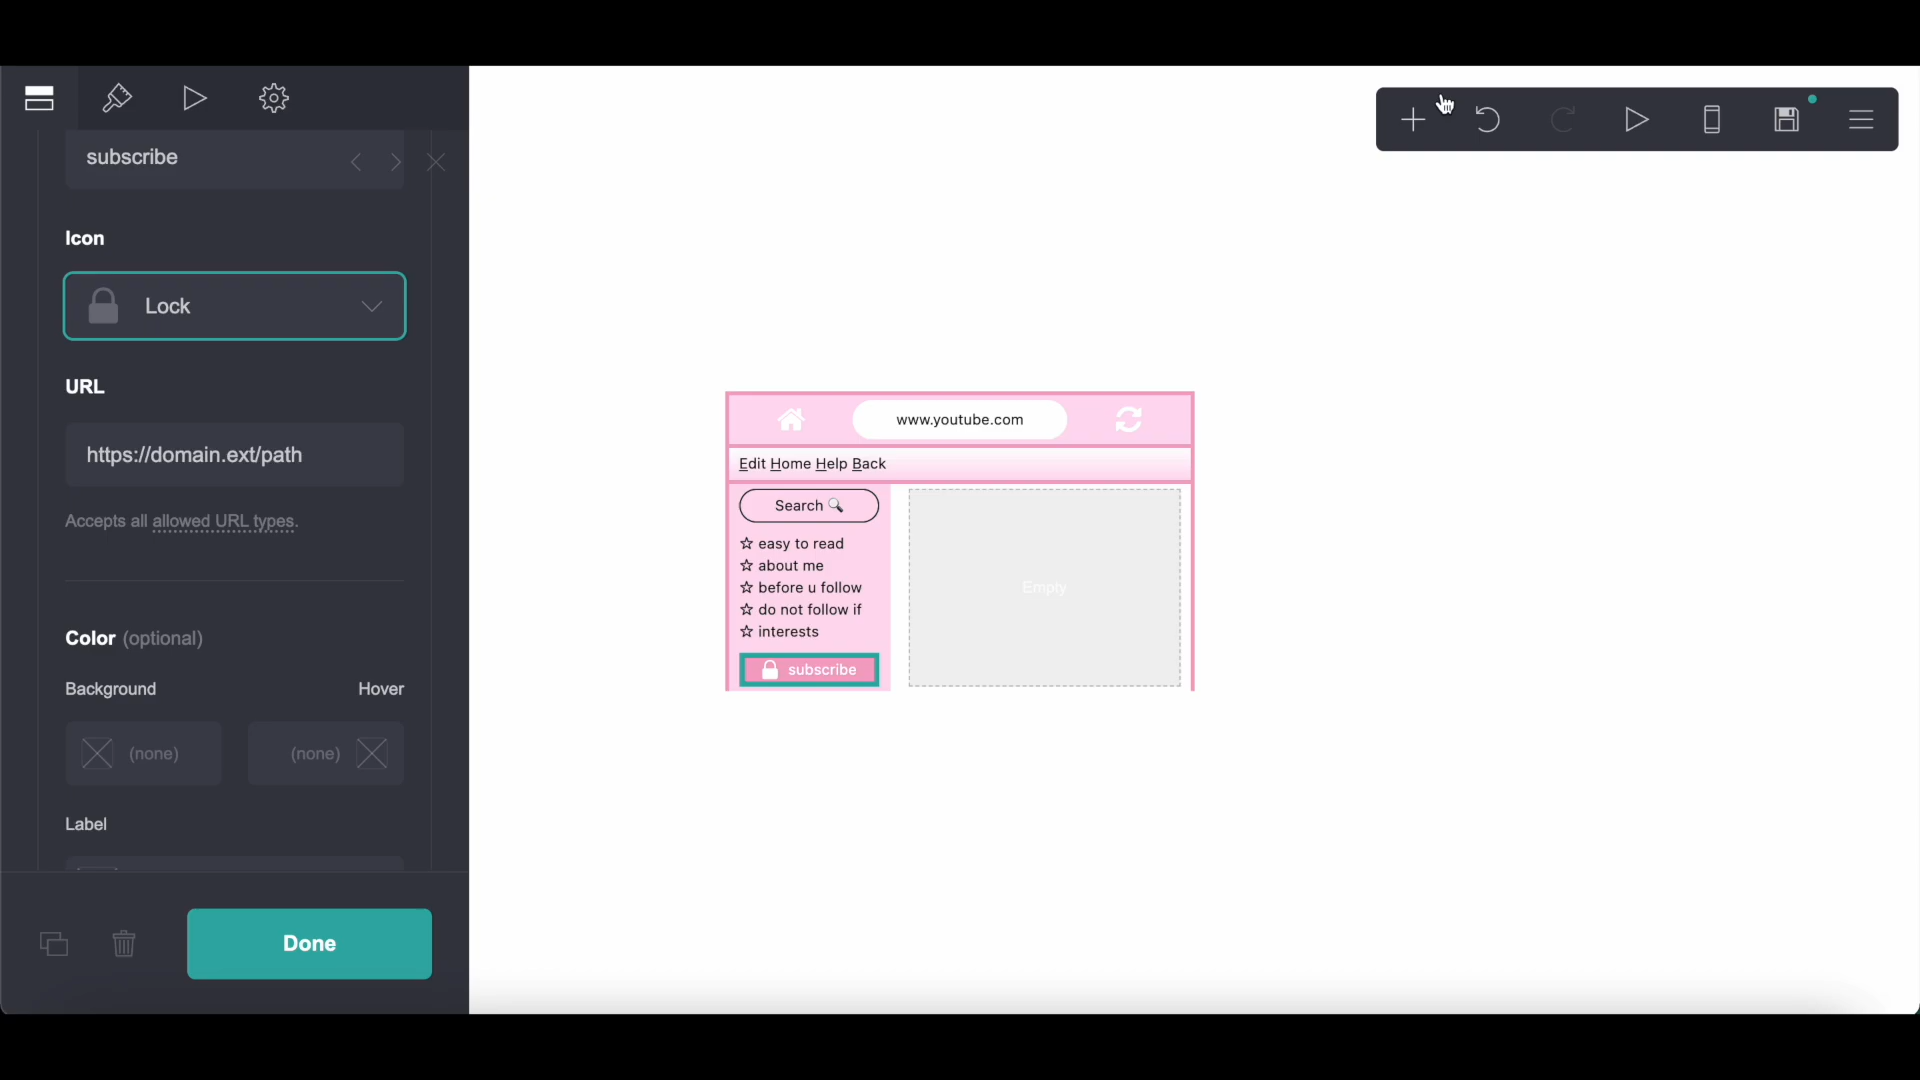 subscribe
Icon
Lock
URL
https://domain.ext/path
Accepts all allowed URL types.
Color (optional)
Background Hover
(none) (none)
Label
Done
www.youtube.com
Edit Home Help Back
Search
☆ easy to read
☆ about me
☆ before u follow
☆ do not follow if
☆ interests
subscribe
Empty